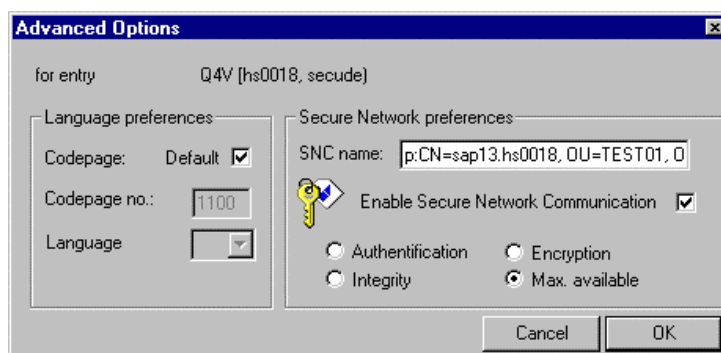 Advanced Options
for entry Q4V [hs0018, secude)
Language preferences
Codepage: Default
Codepage no.: 1100
Language
Secure Network preferences
SNC name: p:CN=sap13.hs0018, OU=TEST01, O
Enable Secure Network Communication
Authentification Encryption
Integrity Max. available
Cancel OK